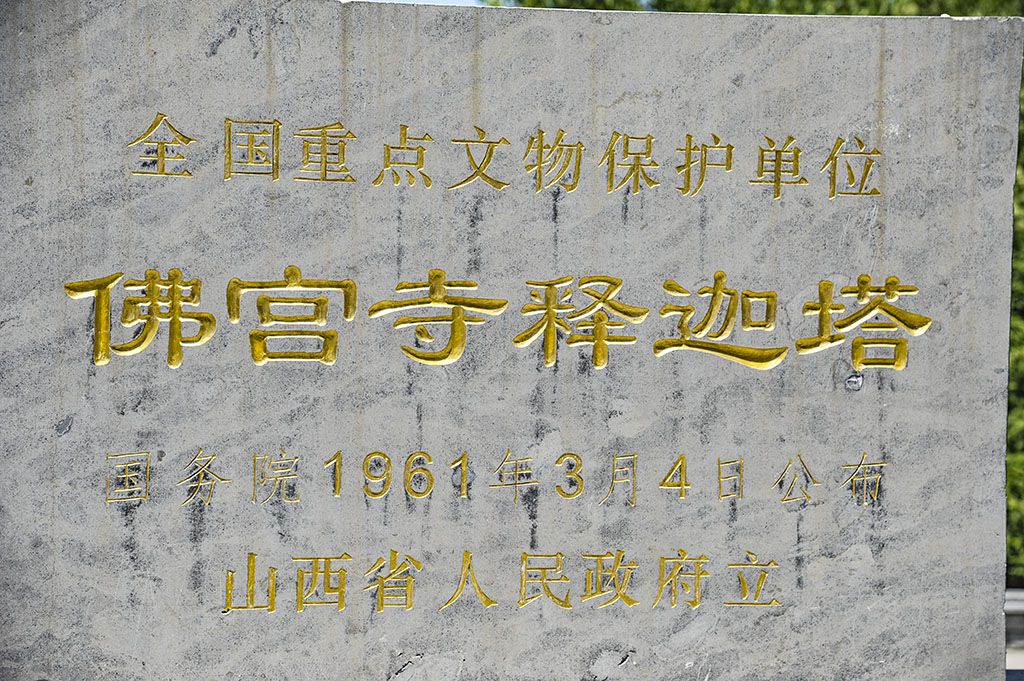 全国重点文物保护单位
佛宫寺释迦塔
国务院1961年3月4日公布
山西省人民政府立